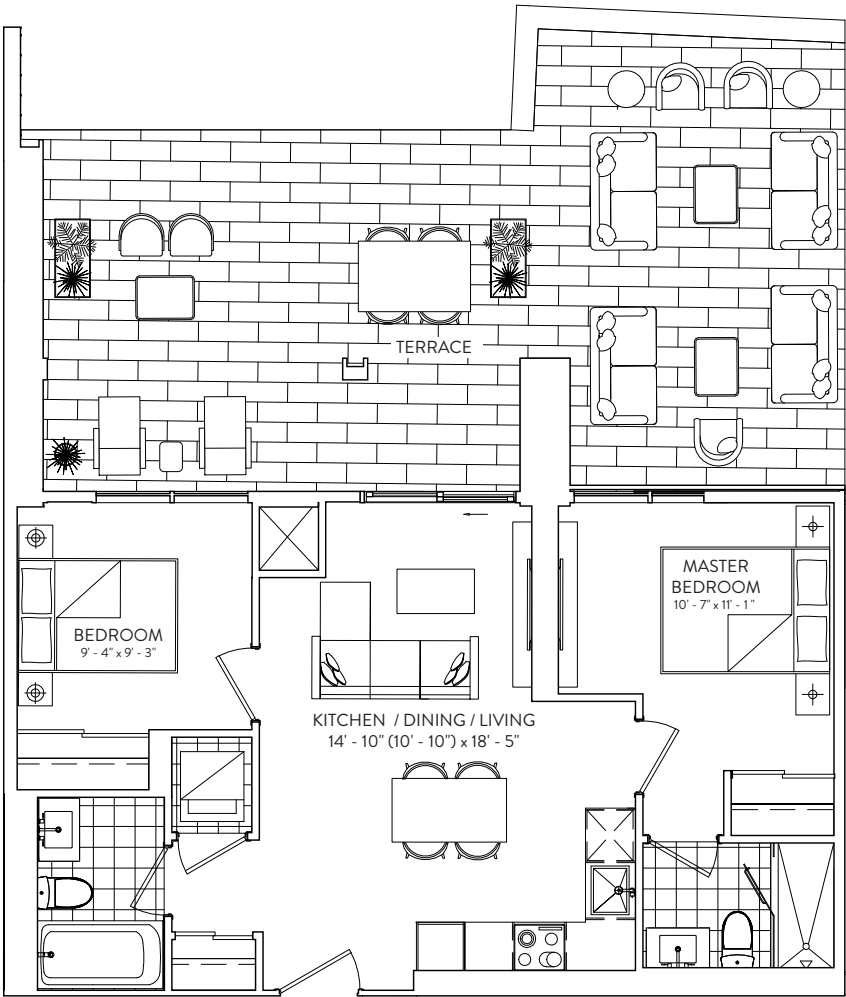 TERRACE
MASTER
BEDROOM
10' - 7" x 11' - 1"
BEDROOM
9' - 4" x 9' - 3"
KITCHEN / DINING / LIVING
14' - 10" (10' - 10") x 18' - 5"